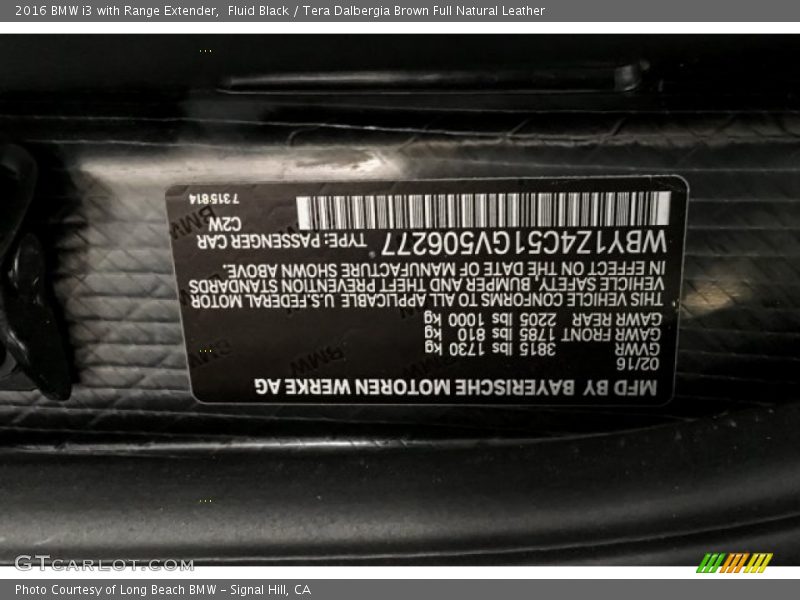 2016 BMW i3 with Range Extender,  Fluid Black / Tera Dalbergia Brown Full Natural Leather
MFD BY BAYERISCHE MOTOREN WERKE AG
02/16
GVWR 3815 lbs 1730 kg
GAWR FRONT 1785 lbs 810 kg
GAWR REAR 2205 lbs 1000 kg
THIS VEHICLE CONFORMS TO ALL APPLICABLE U.S.FEDERAL MOTOR
VEHICLE SAFETY, BUMPER AND THEFT PREVENTION STANDARDS
IN EFFECT ON THE DATE OF MANUFACTURE SHOWN ABOVE.
WBY1Z4C51GV506277 TYPE: PASSENGER CAR
C2W
7315814
BMW
BMW
GTCARLOT.COM
Photo Courtesy of Long Beach BMW – Signal Hill, CA